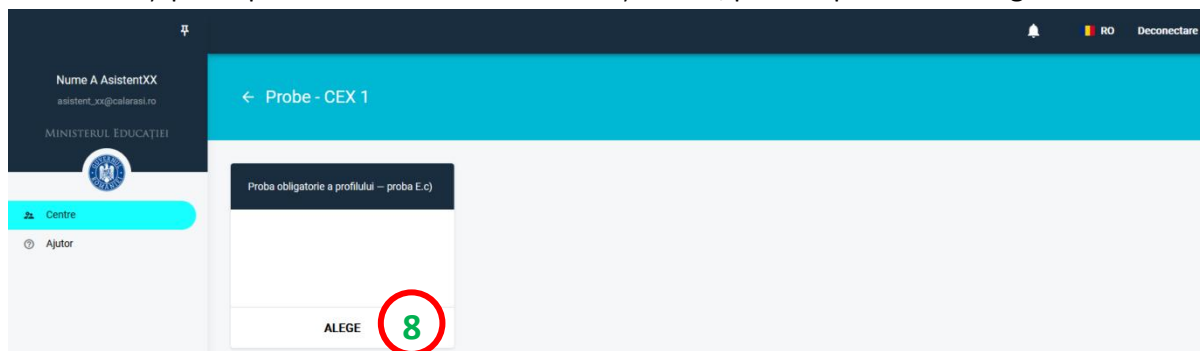 RO Deconectare
Nume A AsistentXX
asistent_xx@calarasi.ro
MINISTERUL EDUCAȚIEI
← Probe - CEX 1
Proba obligatorie a profilului – proba E.c)
Centre
Ajutor
ALEGE 8